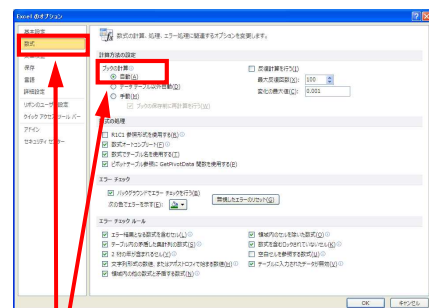 Excel のオプション
基本設定
数式
保存
言語
詳細設定
リボンのユーザー設定
クイック アクセス ツール バー
アドイン
セキュリティ センター
数式の計算、処理、エラー処理に関連するオプションを変更します。
計算方法の設定
ブックの計算
自動(A)
データ テーブル以外自動(D)
手動(M)
ブックの保存前に再計算を行う(W)
反復計算を行う(I)
最大反復回数(X): 100
変化の最大値(C): 0.001
数式の処理
R1C1 参照形式を使用する(R)
数式オートコンプリート(F)
数式でテーブル名を使用する(T)
ピボットテーブル参照に GetPivotData 関数を使用する(P)
エラー チェック
バックグラウンドでエラー チェックを行う(B)
次の色でエラーを示す(E):
無視したエラーのリセット(G)
エラー チェック ルール
エラー結果となる数式を含むセル(L)
テーブル内の矛盾した集計列の数式(S)
2 桁の年が含まれるセル(Y)
文字列形式の数値、またはアポストロフィで始まる数値(H)
領域内の他の数式と矛盾する数式(N)
領域内のセルを除いた数式(O)
数式を含むロックされていないセル(K)
空白セルを参照する数式(U)
テーブルに入力されたデータが無効(V)
OK
キャンセル